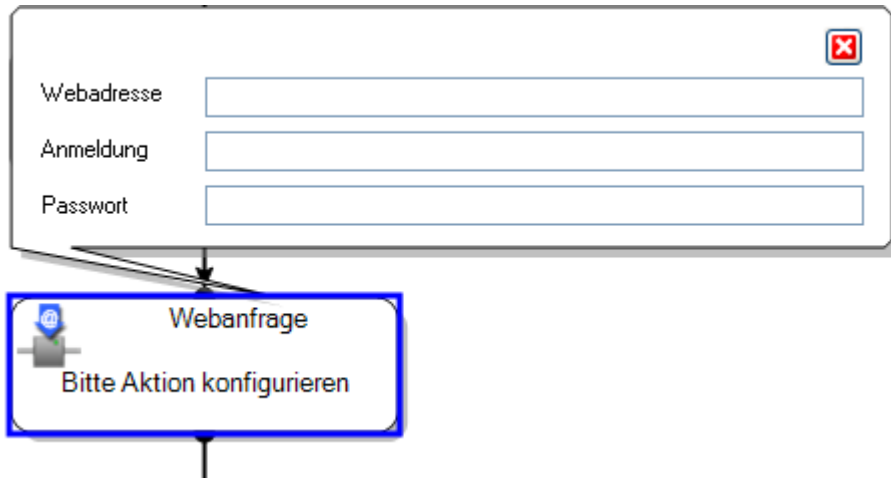 Webadresse
Anmeldung
Passwort
@
Webanfrage
Bitte Aktion konfigurieren